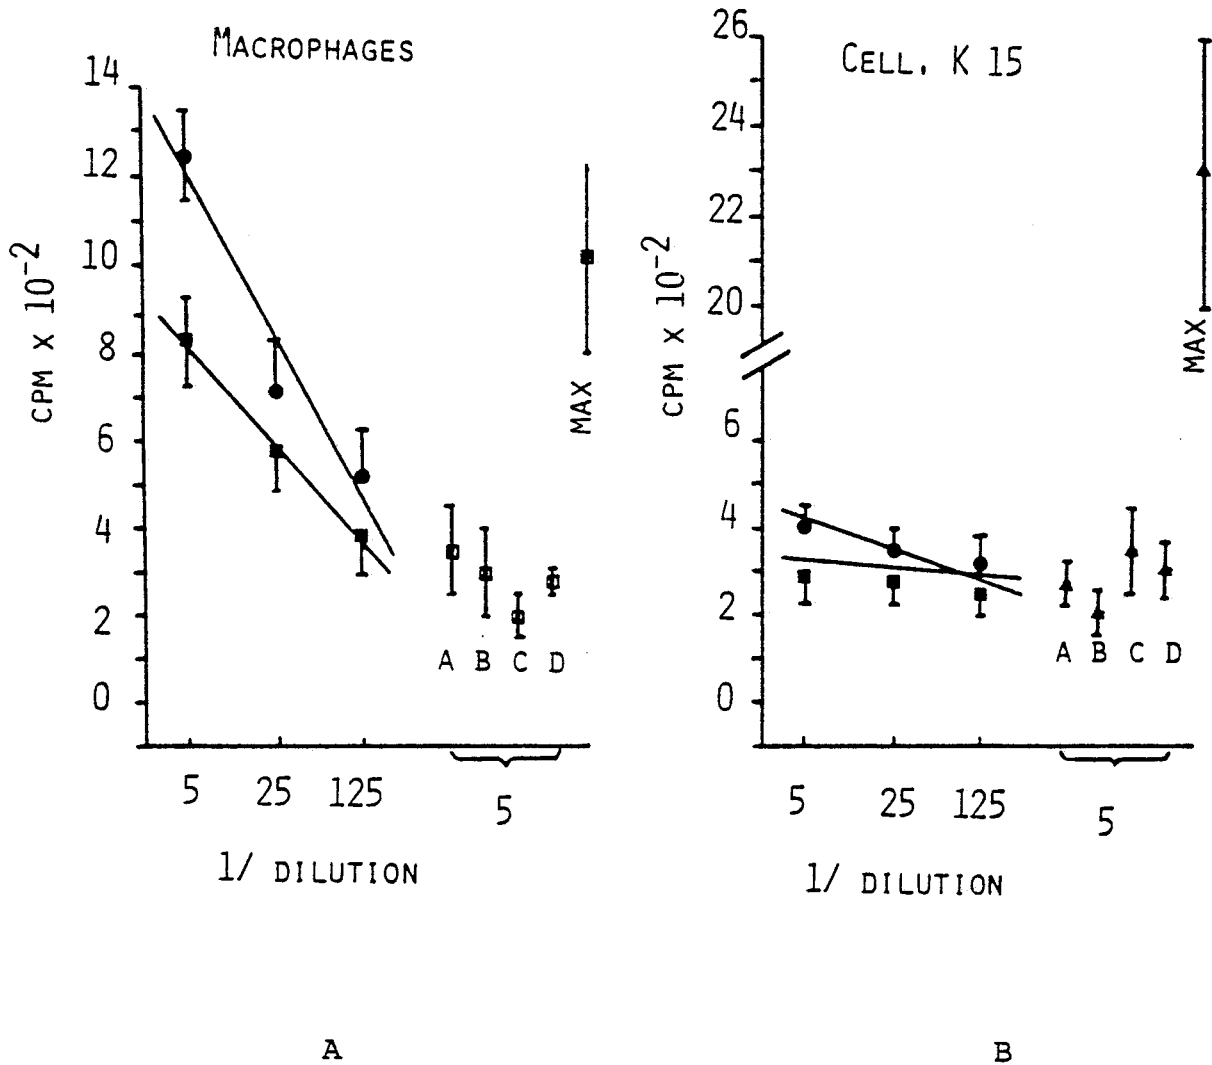 MACROPHAGES
14
12
10
8
6
4
2
0
CPM X 10-2
MAX
A B C D
5 25 125
5
1/ DILUTION
A
CELL, K 15
26
24
22
20
6
4
2
0
CPM X 10-2
MAX
A B C D
5 25 125
5
1/ DILUTION
B